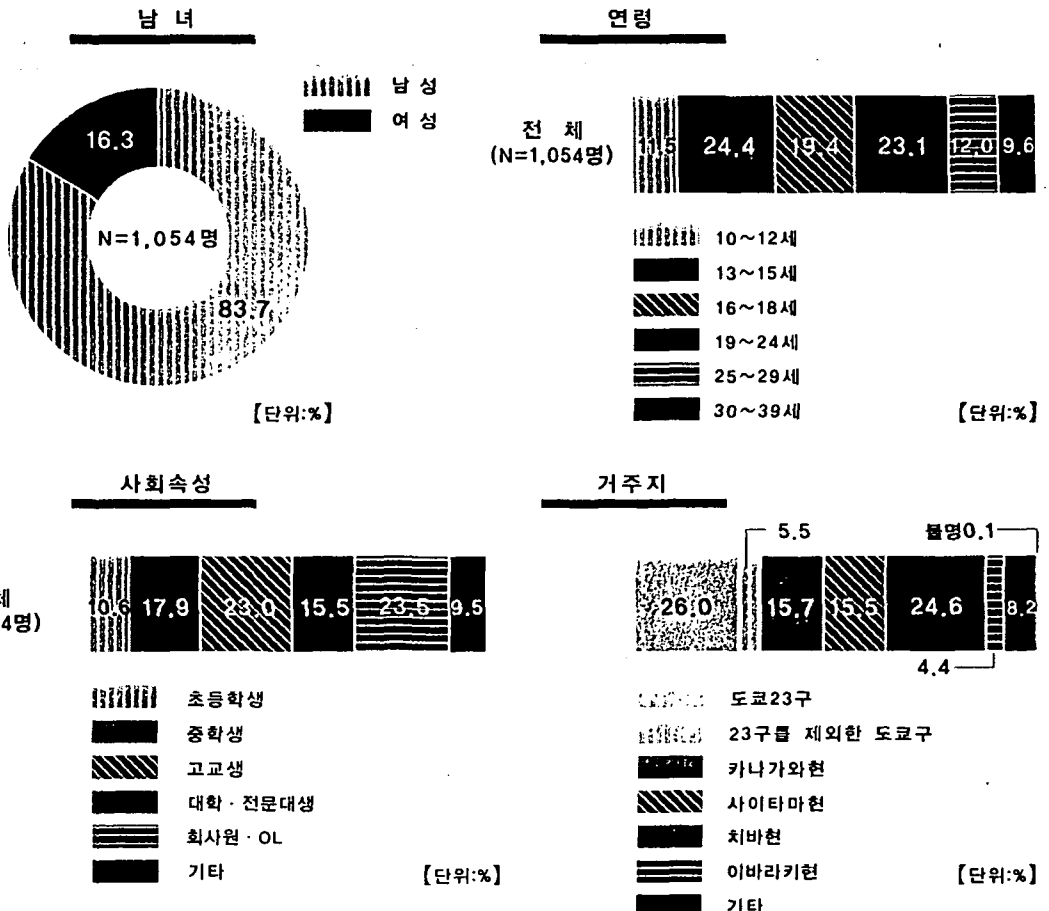 남 녀
남 성
여 성
16.3
N=1,054명
83.7
【단위:%】
연령
전 체
(N=1,054명)
11.5 24.4 19.4 23.1 12.0 9.6
10~12세
13~15세
16~18세
19~24세
25~29세
30~39세
【단위:%】
사회속성
체
4명)
10.6 17.9 23.0 15.5 23.5 9.5
초등학생
중학생
고교생
대학·전문대생
회사원·OL
기타
【단위:%】
거주지
5.5 불명0.1
26.0 15.7 15.5 24.6 8.2
4.4
도쿄23구
23구를 제외한 도쿄구
카나가와현
사이타마현
치바현
이바라키현
기타
【단위:%】